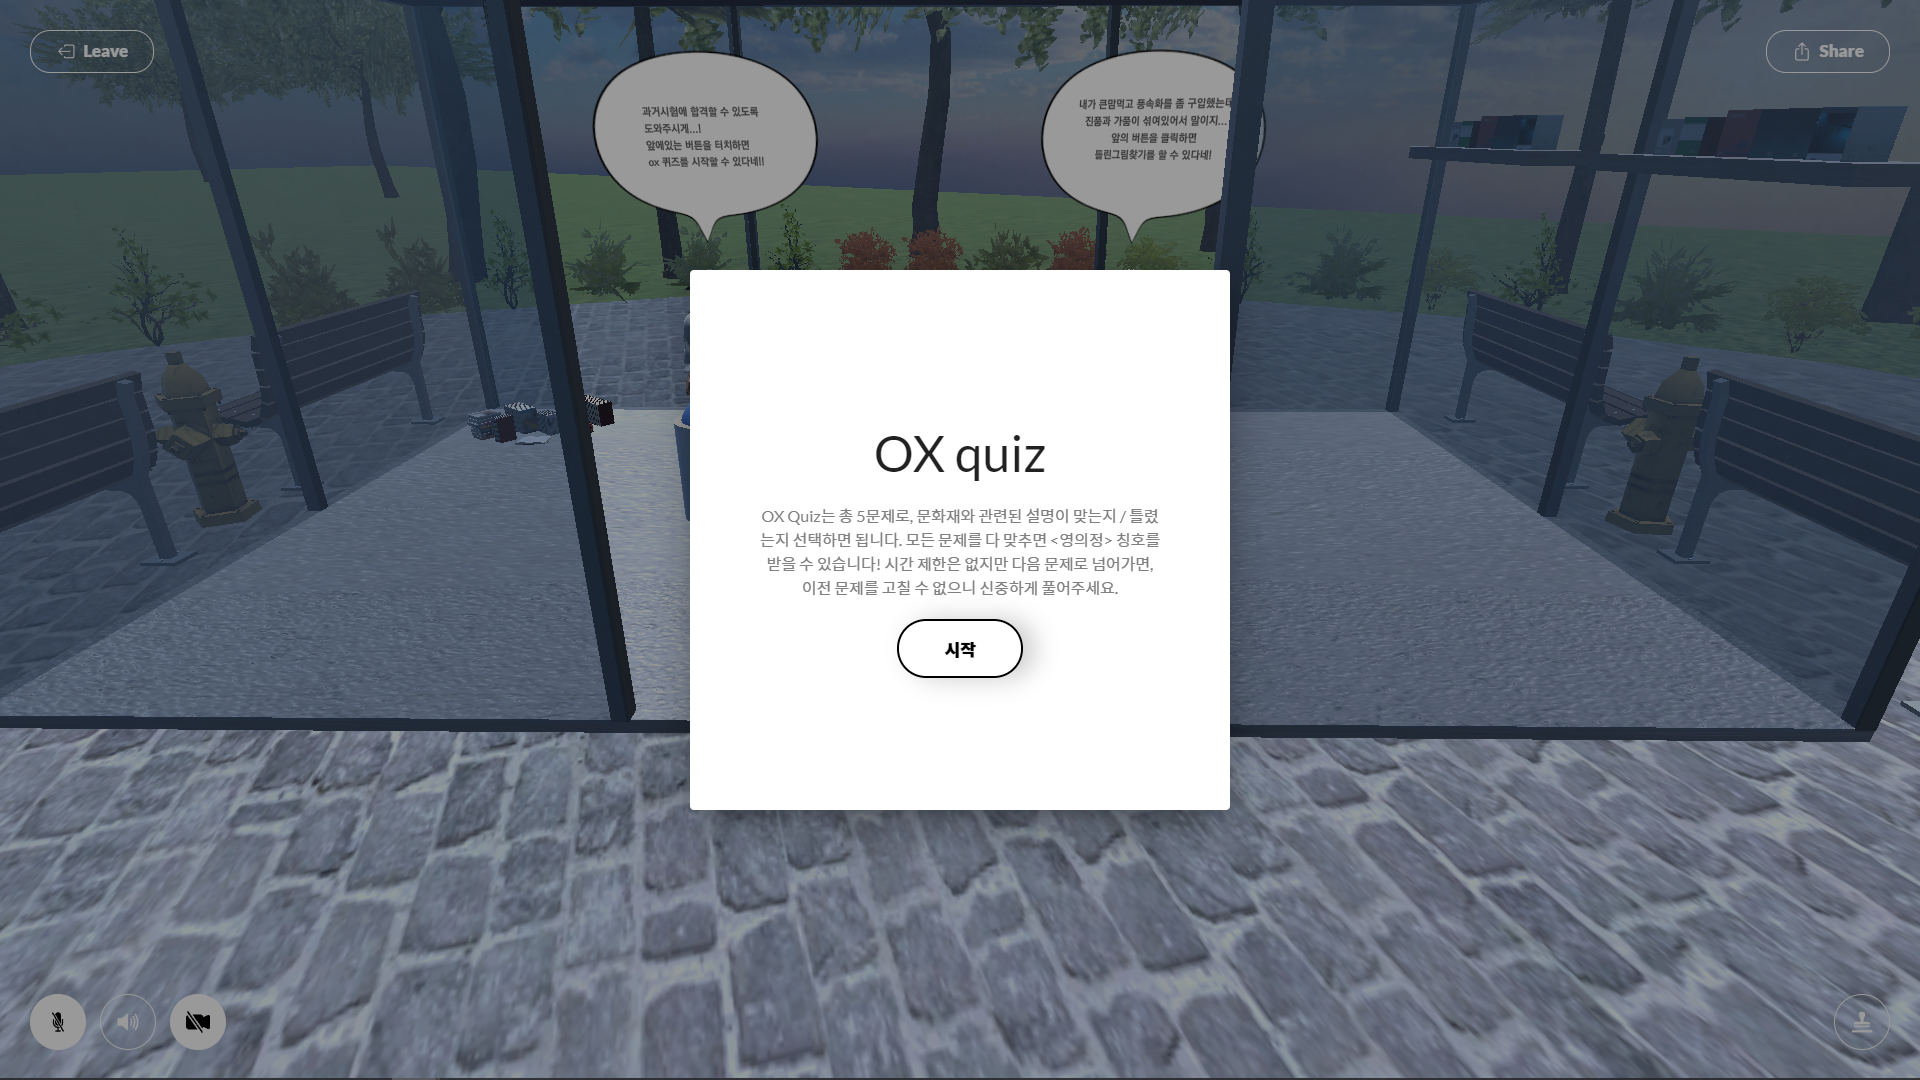 Leave
Share
과거시험에 합격할 수 있도록
도와주시게...!
앞에있는 버튼을 터치하면
ox 퀴즈를 시작할 수 있다네!!
내가 큰맘먹고 풍속화를 좀 구입했는데
진품과 가품이 섞여있어서 말이지...
앞의 버튼을 클릭하면
틀린그림찾기를 할 수 있다네!
OX quiz
OX Quiz는 총 5문제로, 문화재와 관련된 설명이 맞는지 / 틀렸
는지 선택하면 됩니다. 모든 문제를 다 맞추면 <영의정> 칭호를
받을 수 있습니다! 시간 제한은 없지만 다음 문제로 넘어가면,
이전 문제를 고칠 수 없으니 신중하게 풀어주세요.
시작